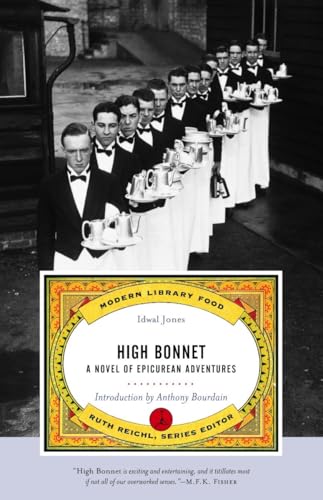 MODERN LIBRARY FOOD
Idwal Jones
HIGH BONNET
A NOVEL OF EPICUREAN ADVENTURES
Introduction by Anthony Bourdain
RUTH REICHL, SERIES EDITOR
"High Bonnet is exciting and entertaining, and it titillates most
if not all of our overworked senses."—M.F.K. FISHER